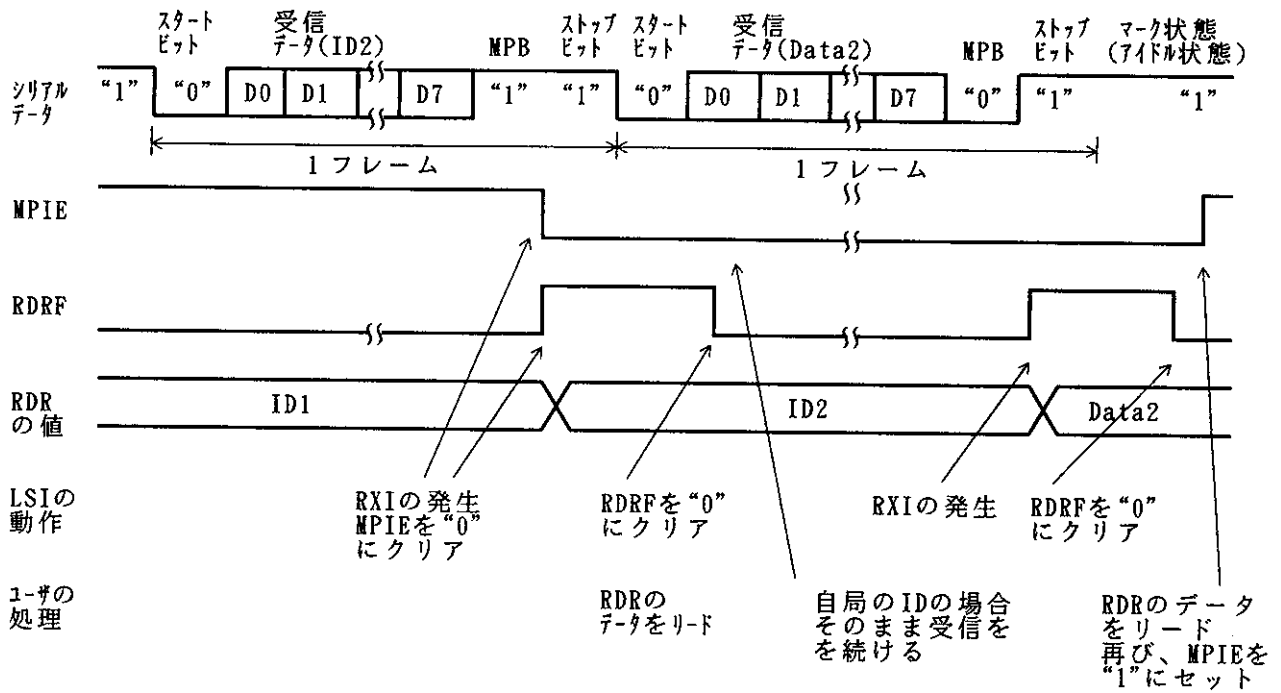 スタート
ビット
受信
データ(ID2)
MPB
ストップ
ビット
スタート
ビット
受信
データ(Data2)
MPB
ストップ
ビット
マーク状態
(アイドル状態)
シリアル
データ
“1”
“0”
D0
D1
D7
“1”
“1”
“0”
D0
D1
D7
“0”
“1”
“1”
1フレーム
1フレーム
MPIE
RDRF
RDR
の値
ID1
ID2
Data2
LSIの
動作
RXIの発生
MPIEを“0”
にクリア
RDRFを“0”
にクリア
RXIの発生
RDRFを“0”
にクリア
ユーザの
処理
RDRの
データをリード
自局のIDの場合
そのまま受信を
を続ける
RDRのデータ
をリード
再び、MPIEを
“1”にセット